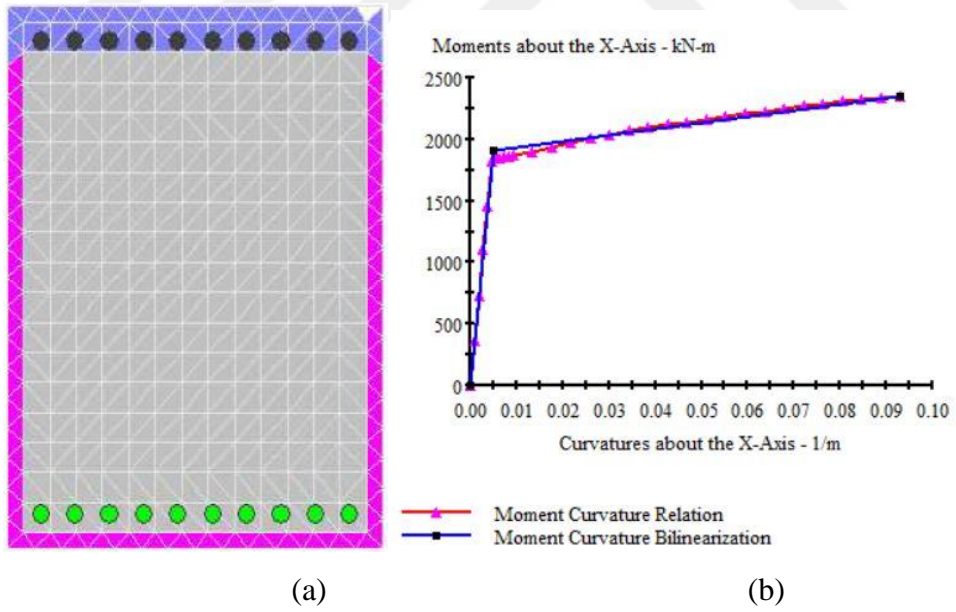 Moments about the X-Axis - kN-m
2500
2000
1500
1000
500
0
0.00 0.01 0.02 0.03 0.04 0.05 0.06 0.07 0.08 0.09 0.10
Curvatures about the X-Axis - 1/m
Moment Curvature Relation
Moment Curvature Bilinearization
(a) (b)